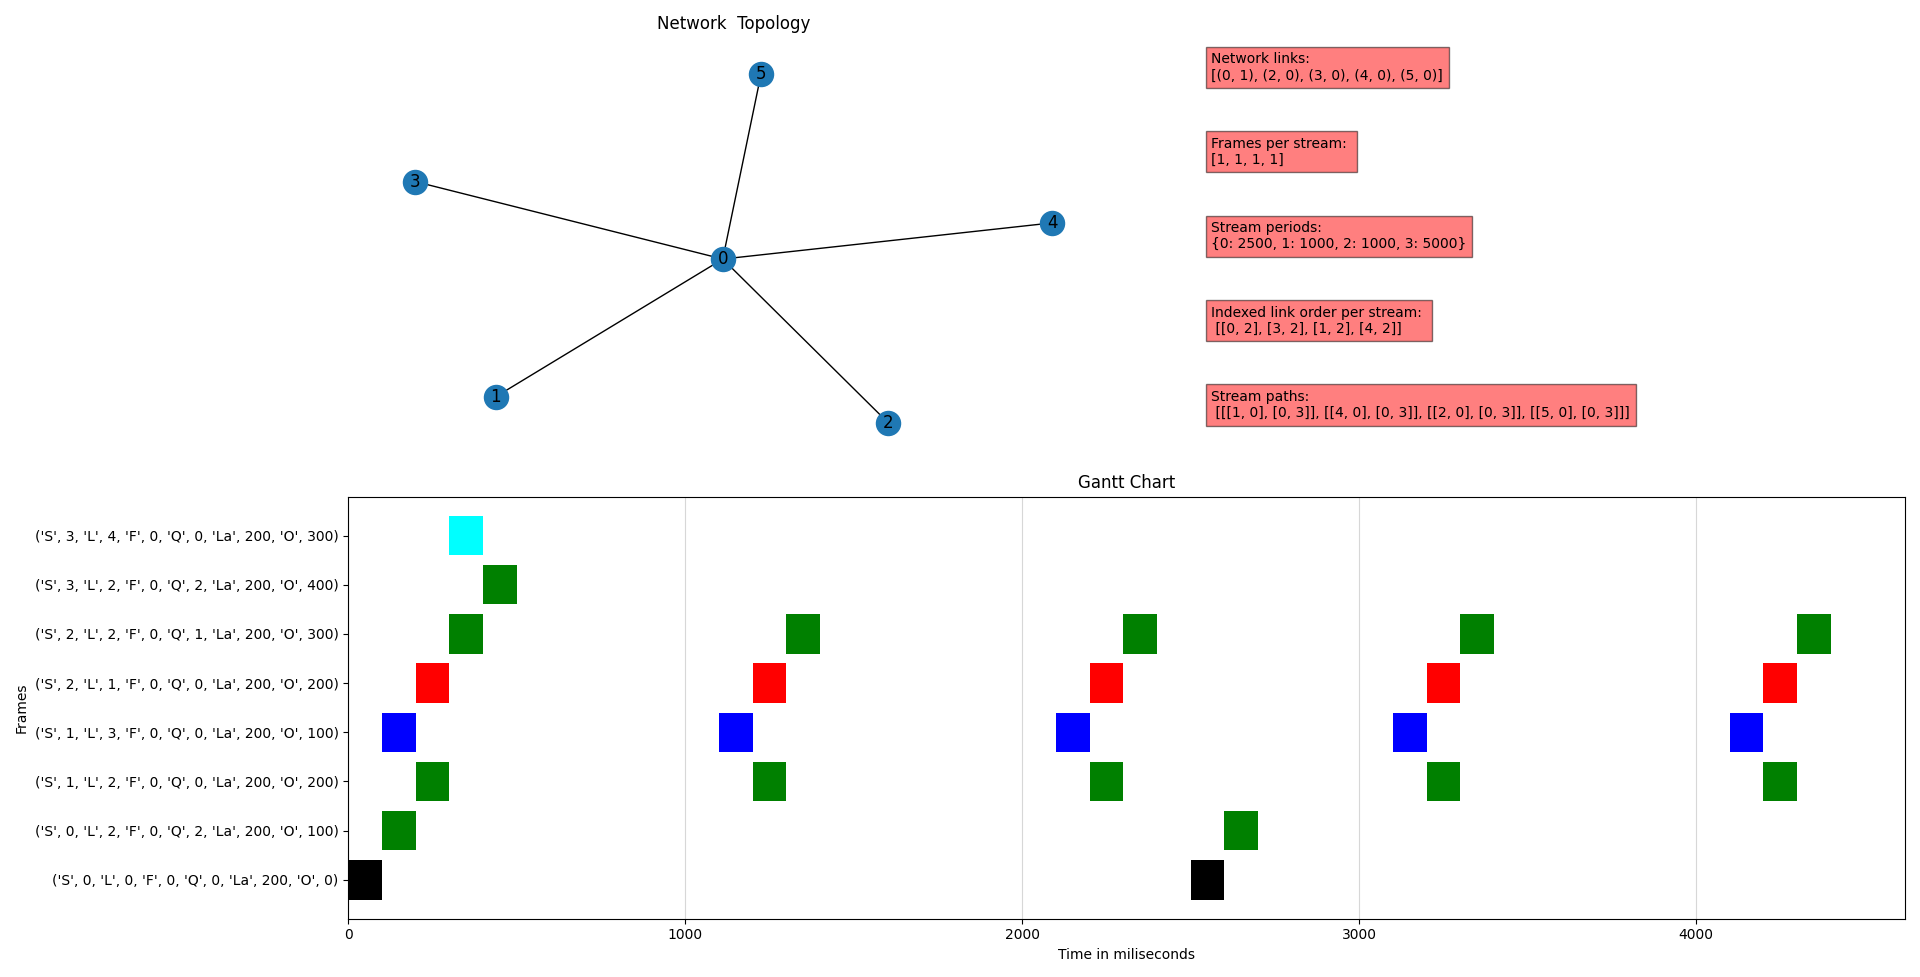 Network  Topology
5
3
4
0
1
2
Network links:
[(0, 1), (2, 0), (3, 0), (4, 0), (5, 0)]
Frames per stream:
[1, 1, 1, 1]
Stream periods:
{0: 2500, 1: 1000, 2: 1000, 3: 5000}
Indexed link order per stream:
[[0, 2], [3, 2], [1, 2], [4, 2]]
Stream paths:
[[[1, 0], [0, 3]], [[4, 0], [0, 3]], [[2, 0], [0, 3]], [[5, 0], [0, 3]]]
Gantt Chart
Frames
('S', 3, 'L', 4, 'F', 0, 'Q', 0, 'La', 200, 'O', 300)
('S', 3, 'L', 2, 'F', 0, 'Q', 2, 'La', 200, 'O', 400)
('S', 2, 'L', 2, 'F', 0, 'Q', 1, 'La', 200, 'O', 300)
('S', 2, 'L', 1, 'F', 0, 'Q', 0, 'La', 200, 'O', 200)
('S', 1, 'L', 3, 'F', 0, 'Q', 0, 'La', 200, 'O', 100)
('S', 1, 'L', 2, 'F', 0, 'Q', 0, 'La', 200, 'O', 200)
('S', 0, 'L', 2, 'F', 0, 'Q', 2, 'La', 200, 'O', 100)
('S', 0, 'L', 0, 'F', 0, 'Q', 0, 'La', 200, 'O', 0)
0 1000 2000 3000 4000
Time in miliseconds